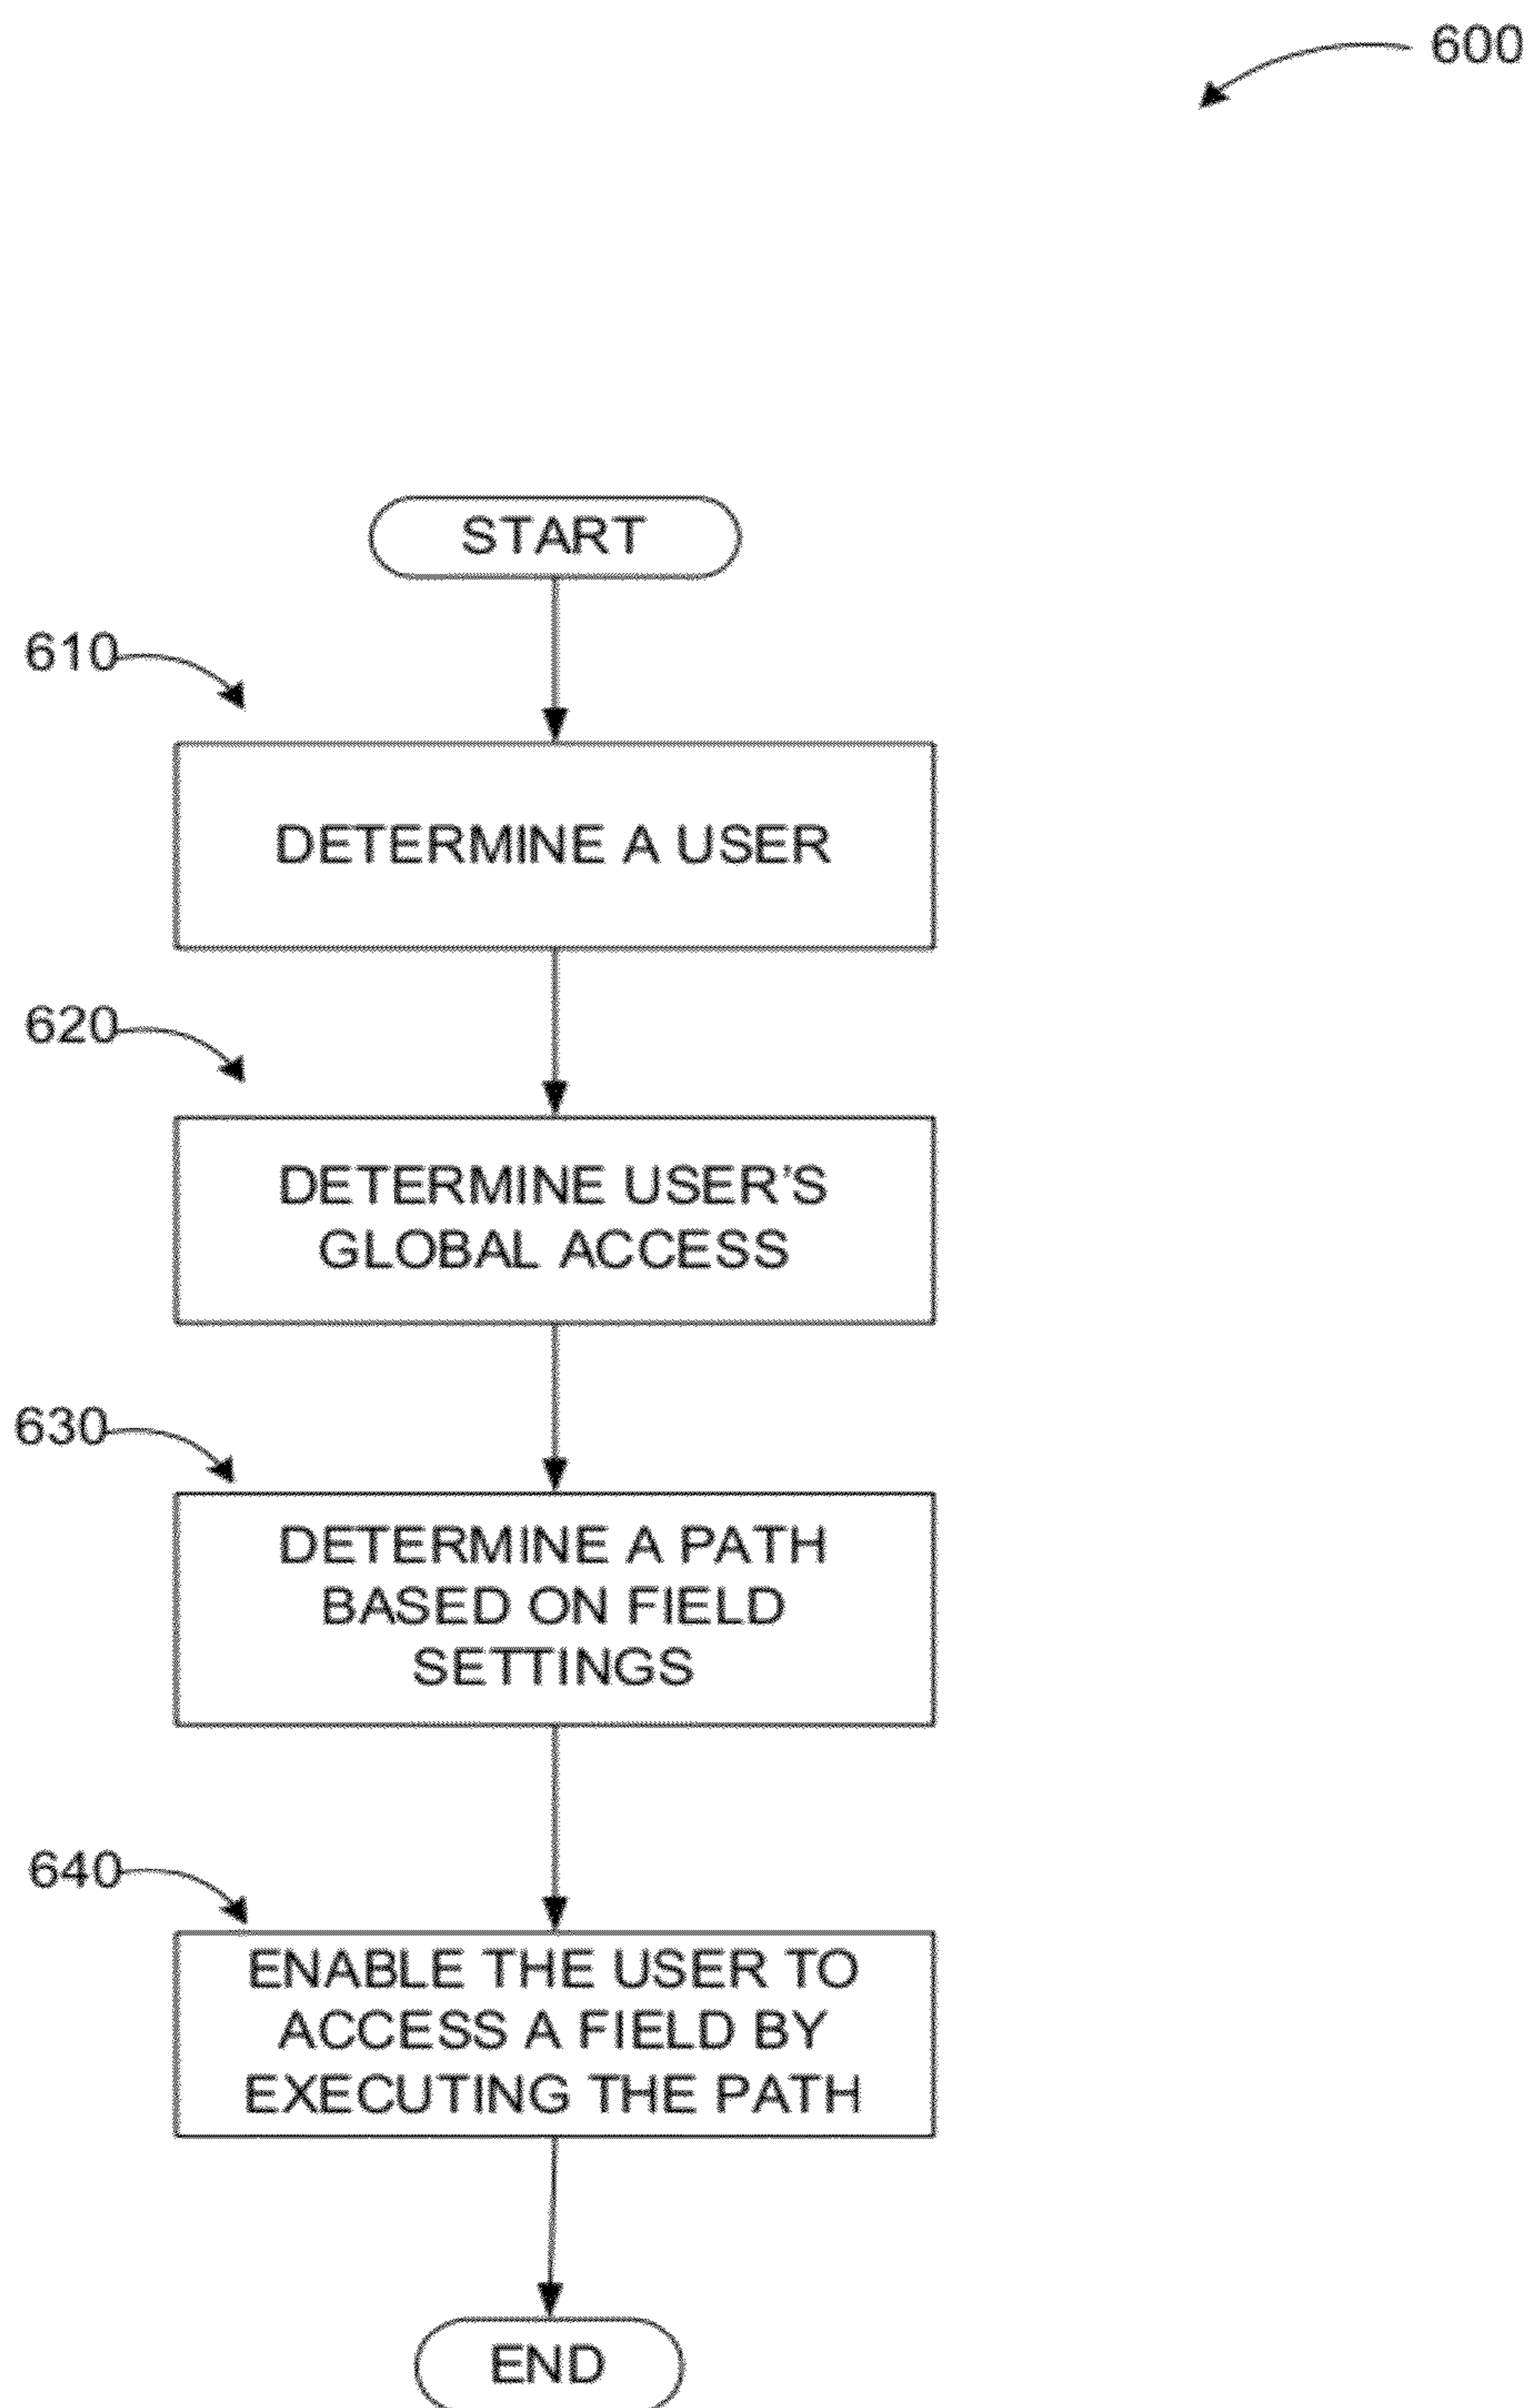 600
START
610
DETERMINE A USER
620
DETERMINE USER'S
GLOBAL ACCESS
630
DETERMINE A PATH
BASED ON FIELD
SETTINGS
640
ENABLE THE USER TO
ACCESS A FIELD BY
EXECUTING THE PATH
END